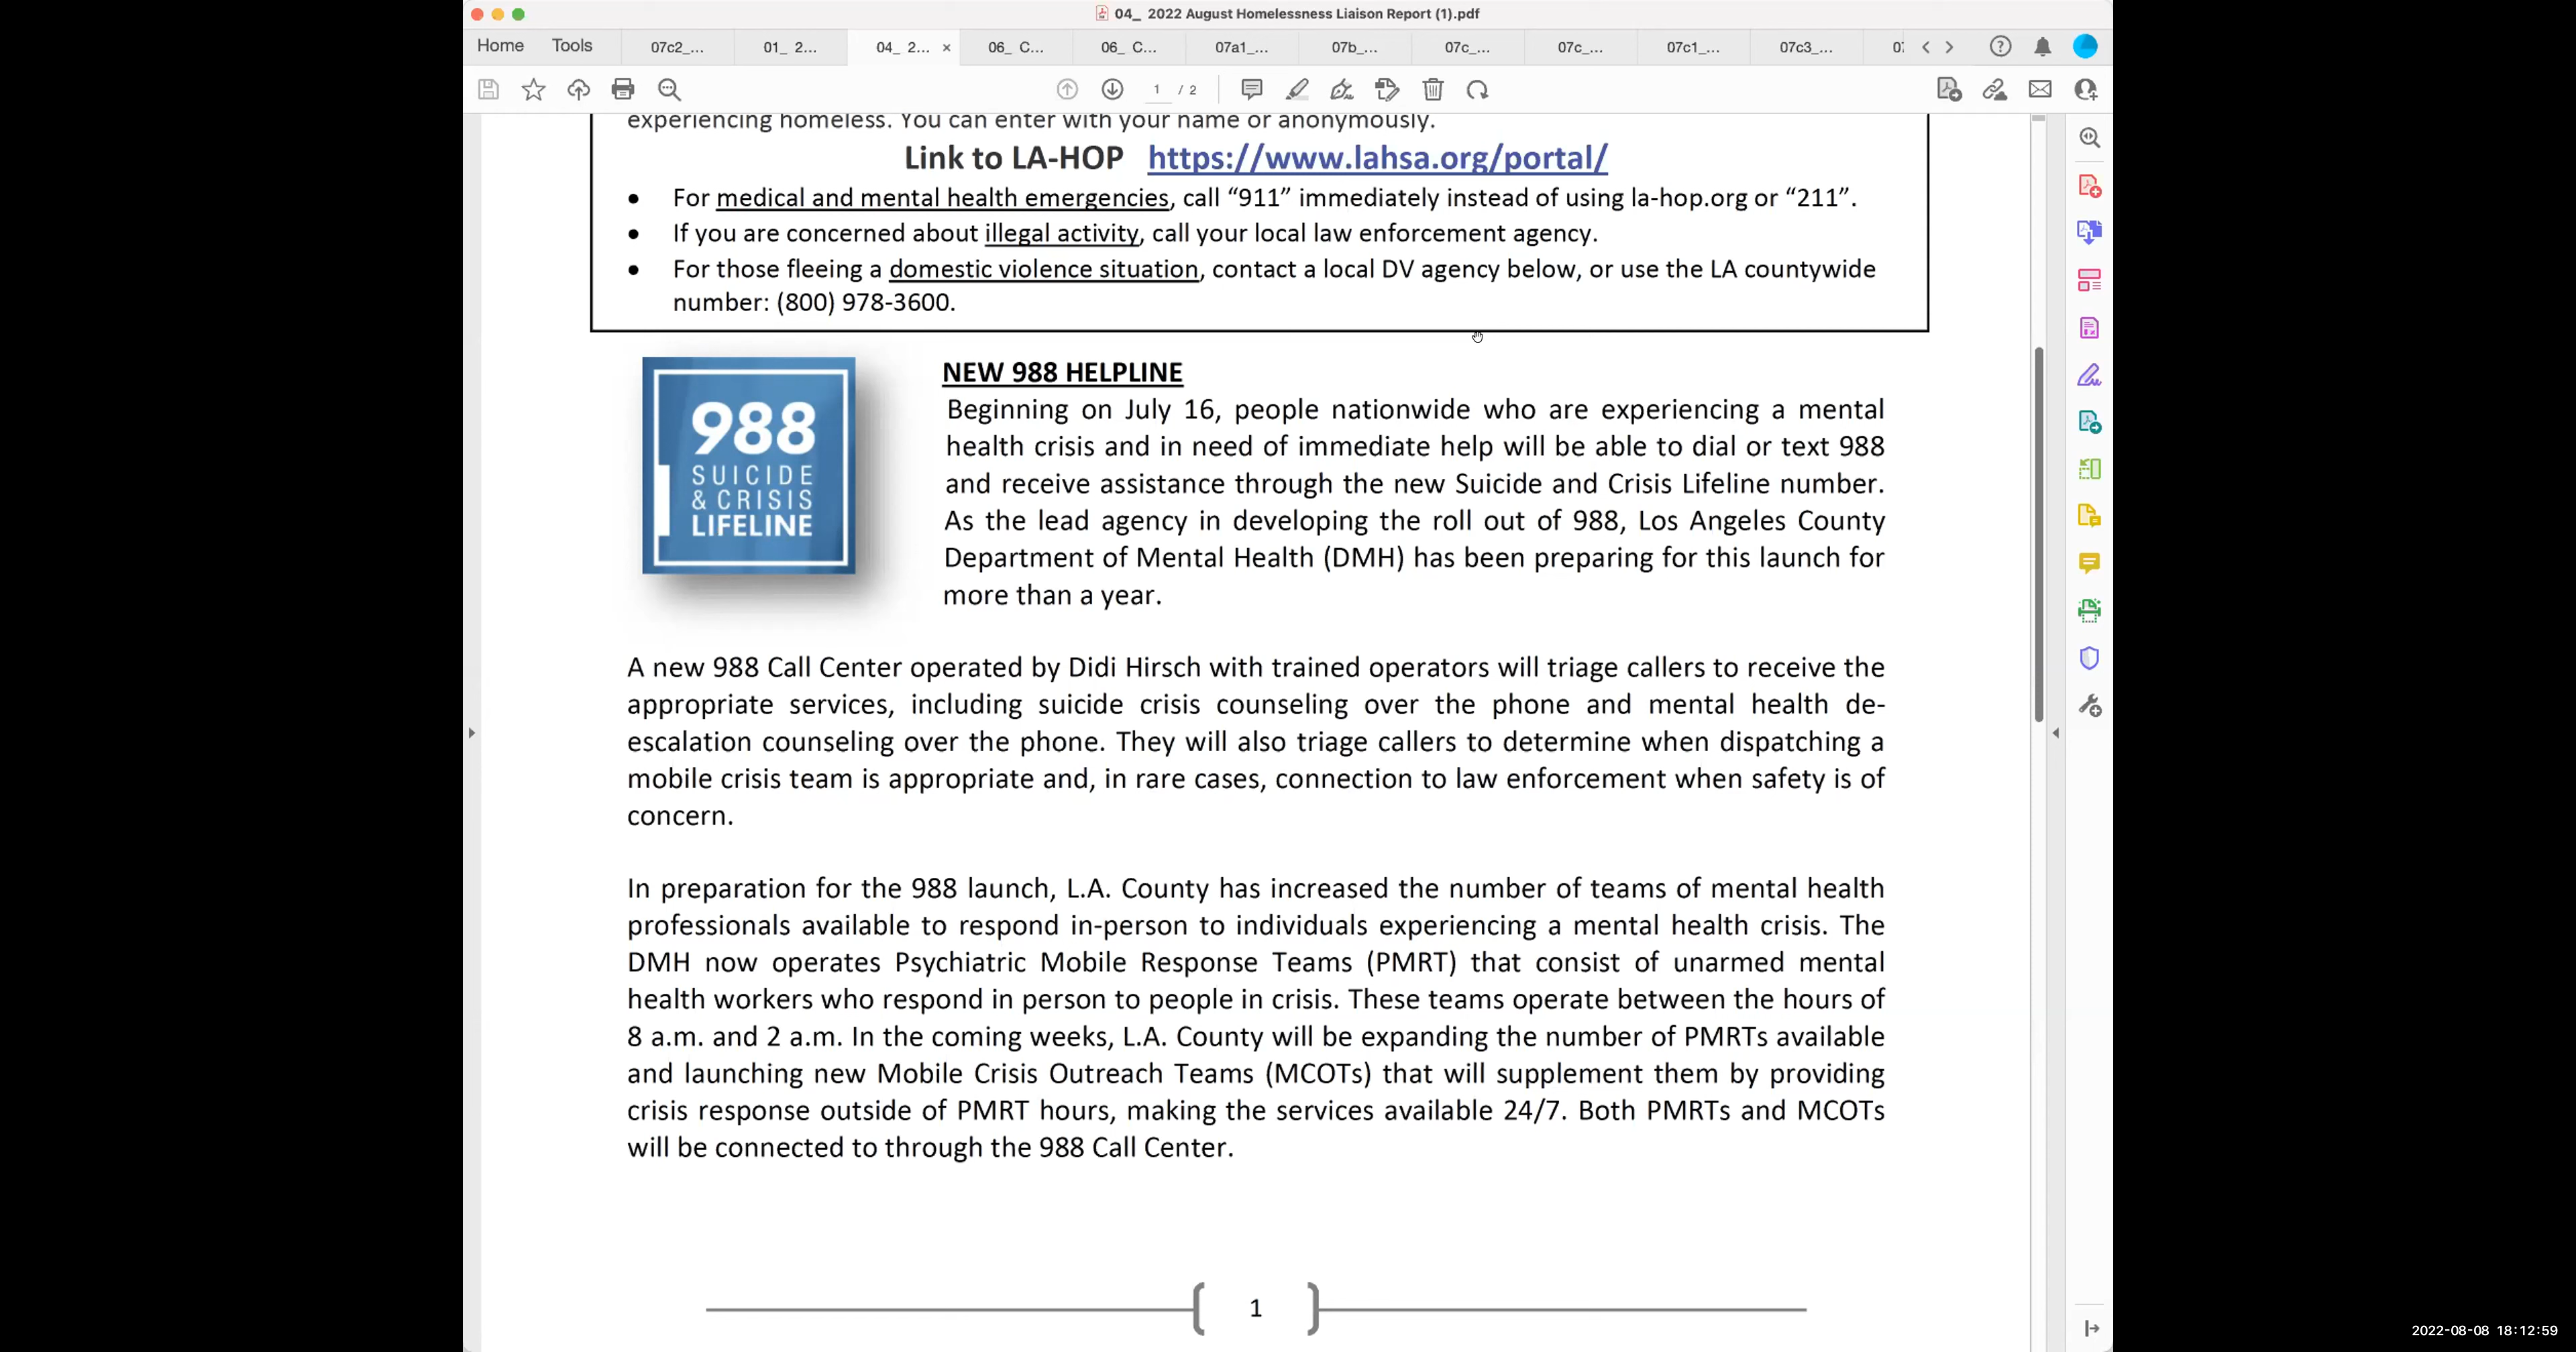 04_ 2022 August Homelessness Liaison Report (1).pdf
Home Tools 07c2_... 01_ 2... 04_ 2... × 06_ C... 06_ C... 07a1_... 07b_... 07c_... 07c_... 07c1_... 07c3_...
1 / 2
experiencing homeless. You can enter with your name or anonymously.
Link to LA-HOP https://www.lahsa.org/portal/
• For medical and mental health emergencies, call “911” immediately instead of using la-hop.org or “211”.
• If you are concerned about illegal activity, call your local law enforcement agency.
• For those fleeing a domestic violence situation, contact a local DV agency below, or use the LA countywide
number: (800) 978-3600.
988
SUICIDE
& CRISIS
LIFELINE
NEW 988 HELPLINE
Beginning on July 16, people nationwide who are experiencing a mental
health crisis and in need of immediate help will be able to dial or text 988
and receive assistance through the new Suicide and Crisis Lifeline number.
As the lead agency in developing the roll out of 988, Los Angeles County
Department of Mental Health (DMH) has been preparing for this launch for
more than a year.
A new 988 Call Center operated by Didi Hirsch with trained operators will triage callers to receive the
appropriate services, including suicide crisis counseling over the phone and mental health de-
escalation counseling over the phone. They will also triage callers to determine when dispatching a
mobile crisis team is appropriate and, in rare cases, connection to law enforcement when safety is of
concern.
In preparation for the 988 launch, L.A. County has increased the number of teams of mental health
professionals available to respond in-person to individuals experiencing a mental health crisis. The
DMH now operates Psychiatric Mobile Response Teams (PMRT) that consist of unarmed mental
health workers who respond in person to people in crisis. These teams operate between the hours of
8 a.m. and 2 a.m. In the coming weeks, L.A. County will be expanding the number of PMRTs available
and launching new Mobile Crisis Outreach Teams (MCOTs) that will supplement them by providing
crisis response outside of PMRT hours, making the services available 24/7. Both PMRTs and MCOTs
will be connected to through the 988 Call Center.
1
2022-08-08 18:12:59